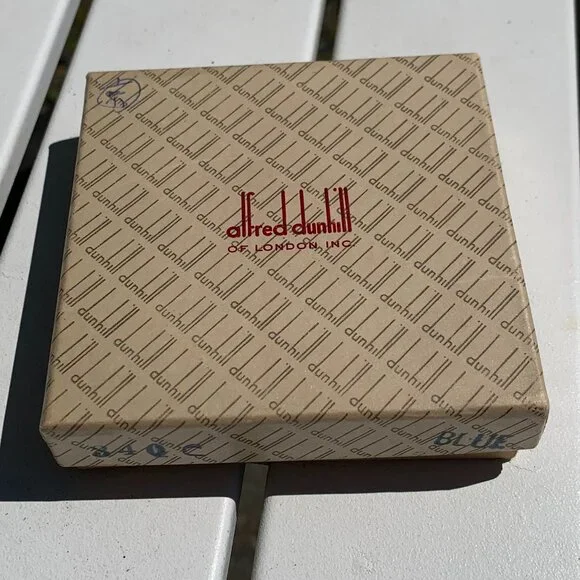 alfred dunhill
OF LONDON, INC.
BLUE